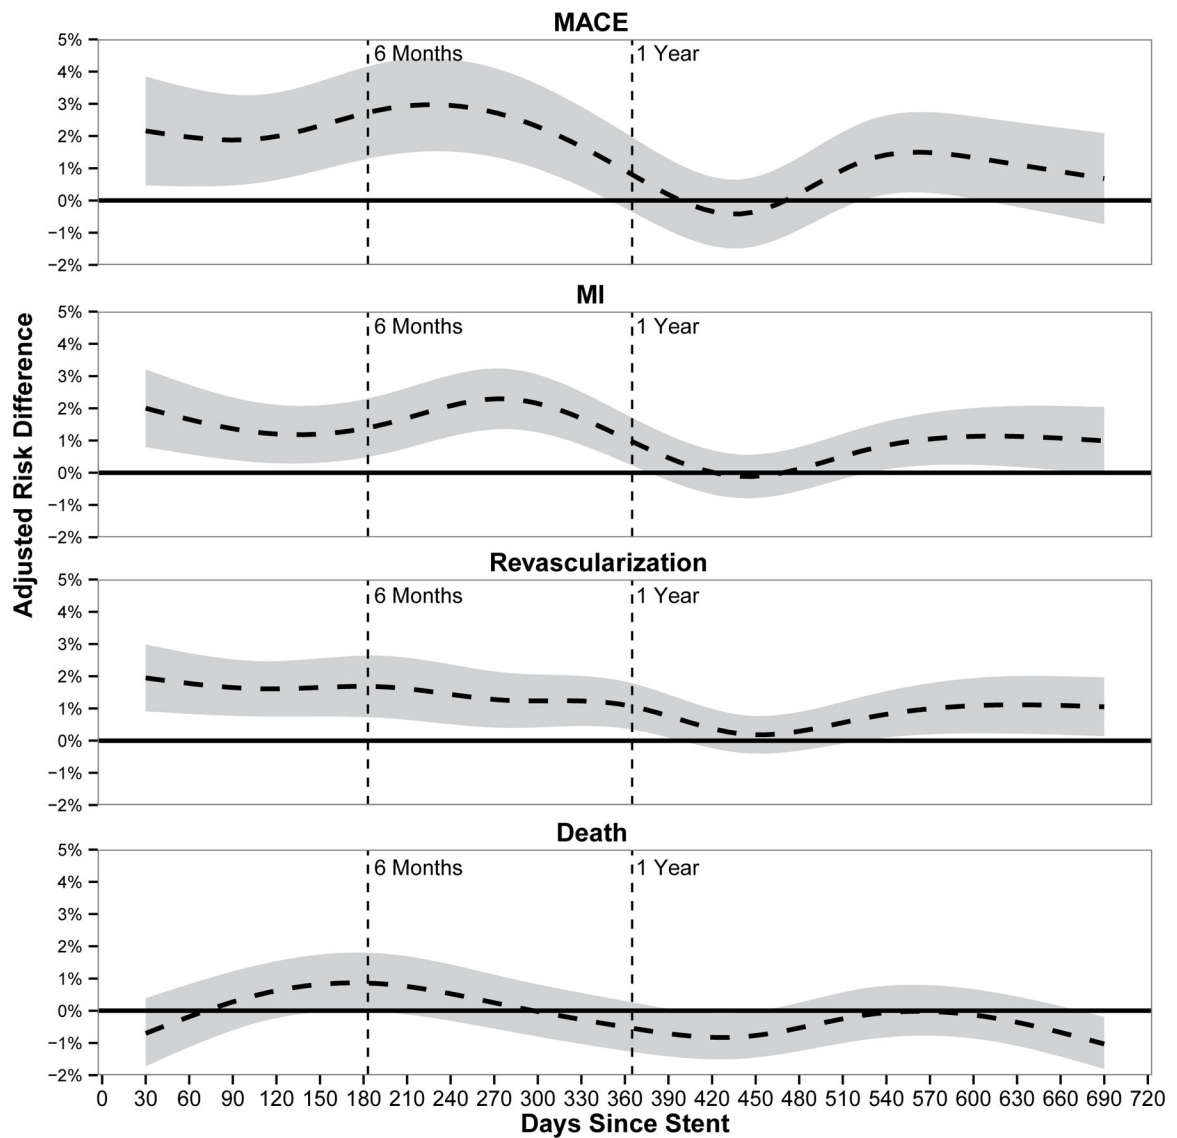 MACE
5%
4%
3%
2%
1%
0%
−1%
−2%
6 Months
1 Year
MI
5%
4%
3%
2%
1%
0%
−1%
−2%
6 Months
1 Year
Revascularization
5%
4%
3%
2%
1%
0%
−1%
−2%
6 Months
1 Year
Death
5%
4%
3%
2%
1%
0%
−1%
−2%
6 Months
1 Year
Adjusted Risk Difference
0 30 60 90 120 150 180 210 240 270 300 330 360 390 420 450 480 510 540 570 600 630 660 690 720
Days Since Stent